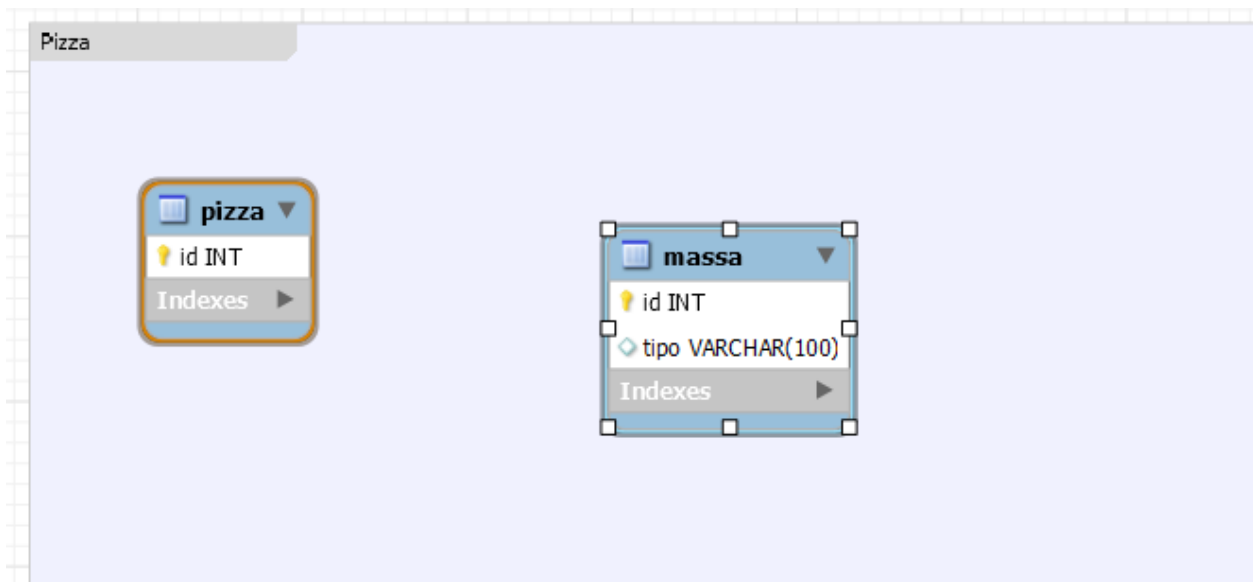 Pizza
pizza
id INT
Indexes
massa
id INT
tipo VARCHAR(100)
Indexes